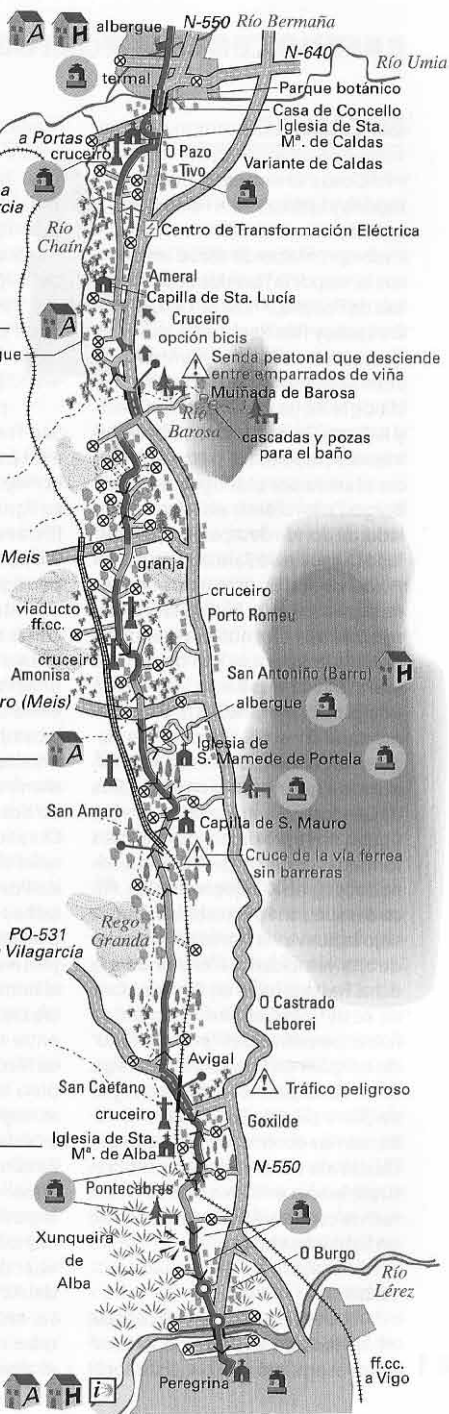 A H albergue
N-550
Río Bermaña
N-640
Río Umia
termal
Parque botánico
Casa de Concello
Iglesia de Sta.
Mª. de Caldas
a Portas
cruceiro
O Pazo
Tivo
Variante de Caldas
a
rcia
Río
Chaín
Centro de Transformación Eléctrica
Ameral
Capilla de Sta. Lucía
A
gue
Cruceiro
opción bicis
Senda peatonal que desciende
entre emparrados de viña
Muiñada de Barosa
Río
Barosa
cascadas y pozas
para el baño
Meis
granja
cruceiro
Porto Romeu
viaducto
ff.cc.
cruceiro
Amonisa
San Antoniño (Barro)
H
ro (Meis)
albergue
A
Iglesia de
S. Mamede de Portela
San Amaro
Capilla de S. Mauro
Cruce de la vía ferrea
sin barreras
Rego
Granda
PO-531
Vilagarcía
O Castrado
Leborei
Avigal
Tráfico peligroso
San Caetano
cruceiro
Goxilde
Iglesia de Sta.
Mª. de Alba
N-550
Pontecabras
Xunqueira
de
Alba
O Burgo
Río
Lérez
A H i
Peregrina
ff.cc.
a Vigo